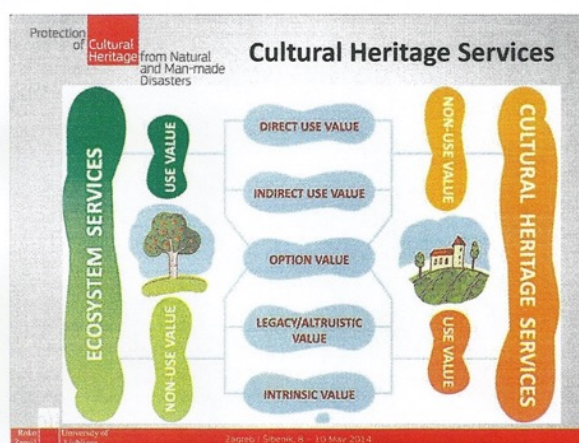 Protection
of Cultural
Heritage from Natural
and Man-made
Disasters
Cultural Heritage Services
ECOSYSTEM SERVICES
USE VALUE
NON-USE VALUE
DIRECT USE VALUE
INDIRECT USE VALUE
OPTION VALUE
LEGACY/ALTRUISTIC
VALUE
INTRINSIC VALUE
NON-USE VALUE
USE VALUE
CULTURAL HERITAGE SERVICES
Roko
University of
Zagreb / Šibenik, 8 – 10 May 2014